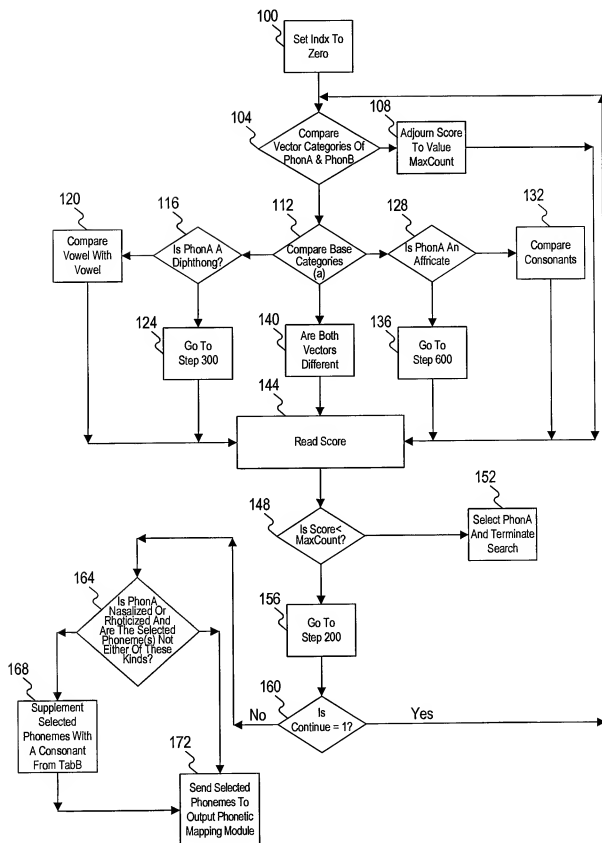 100
Set Indx To
Zero
104
Compare
Vector Categories Of
PhonA & PhonB
108
Adjourn Score
To Value
MaxCount
120
Compare
Vowel With
Vowel
116
Is PhonA A
Diphthong?
112
Compare Base
Categories
(a)
128
Is PhonA An
Affricate
132
Compare
Consonants
124
Go To
Step 300
140
Are Both
Vectors
Different
136
Go To
Step 600
144
Read Score
148
Is Score<
MaxCount?
152
Select PhonA
And Terminate
Search
156
Go To
Step 200
164
Is PhonA
Nasalized Or
Rhoticized And
Are The Selected
Phoneme(s) Not
Either Of These
Kinds?
160
Is
Continue = 1?
No
Yes
168
Supplement
Selected
Phonemes With
A Consonant
From TabB
172
Send Selected
Phonemes To
Output Phonetic
Mapping Module